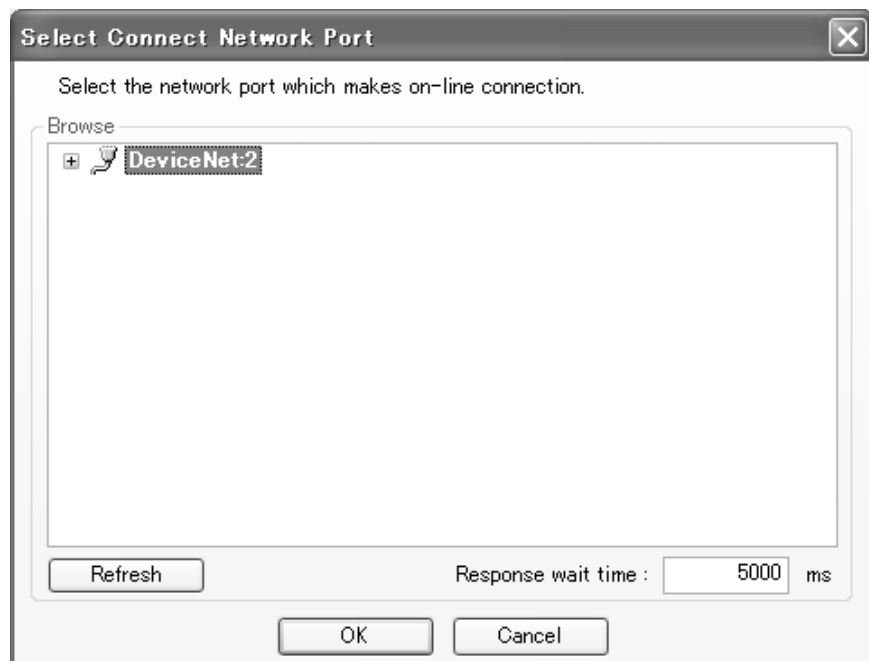 Select Connect Network Port
Select the network port which makes on-line connection.
Browse
DeviceNet:2
Refresh Response wait time : 5000 ms
OK Cancel